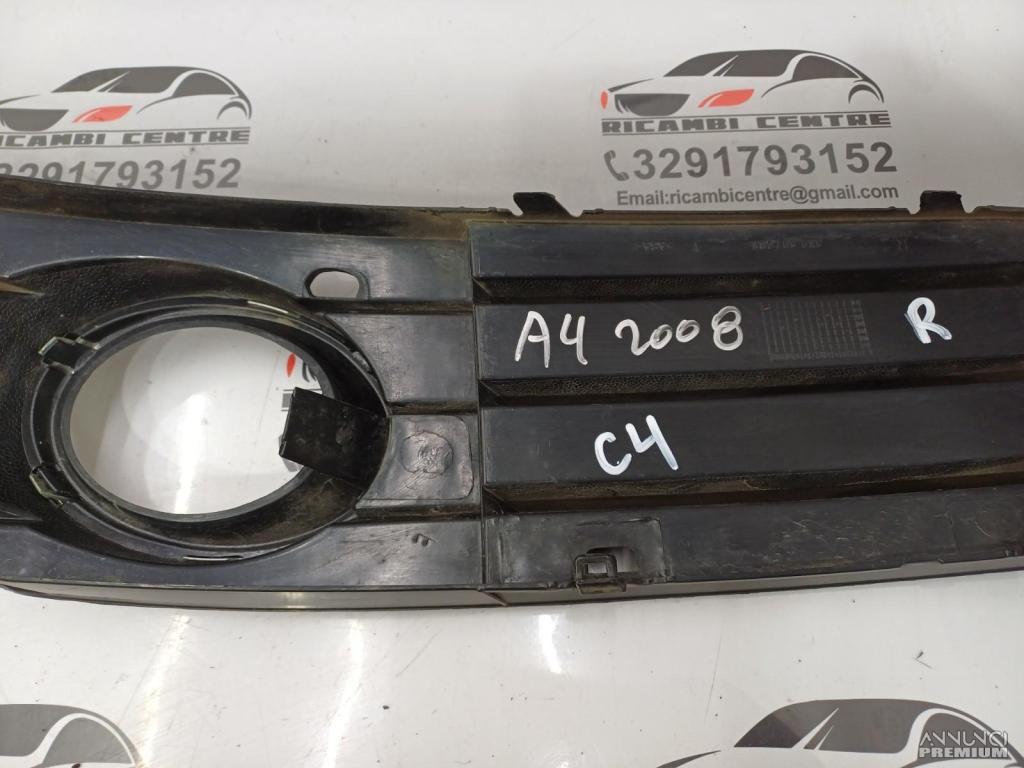 RICAMBI CENTRE
3291793152
RICAMBI CENTRE
3291793152
Email:ricambicentre@gmail.com
A4 2008
R
C4
ANNUNCI
PREMIUM